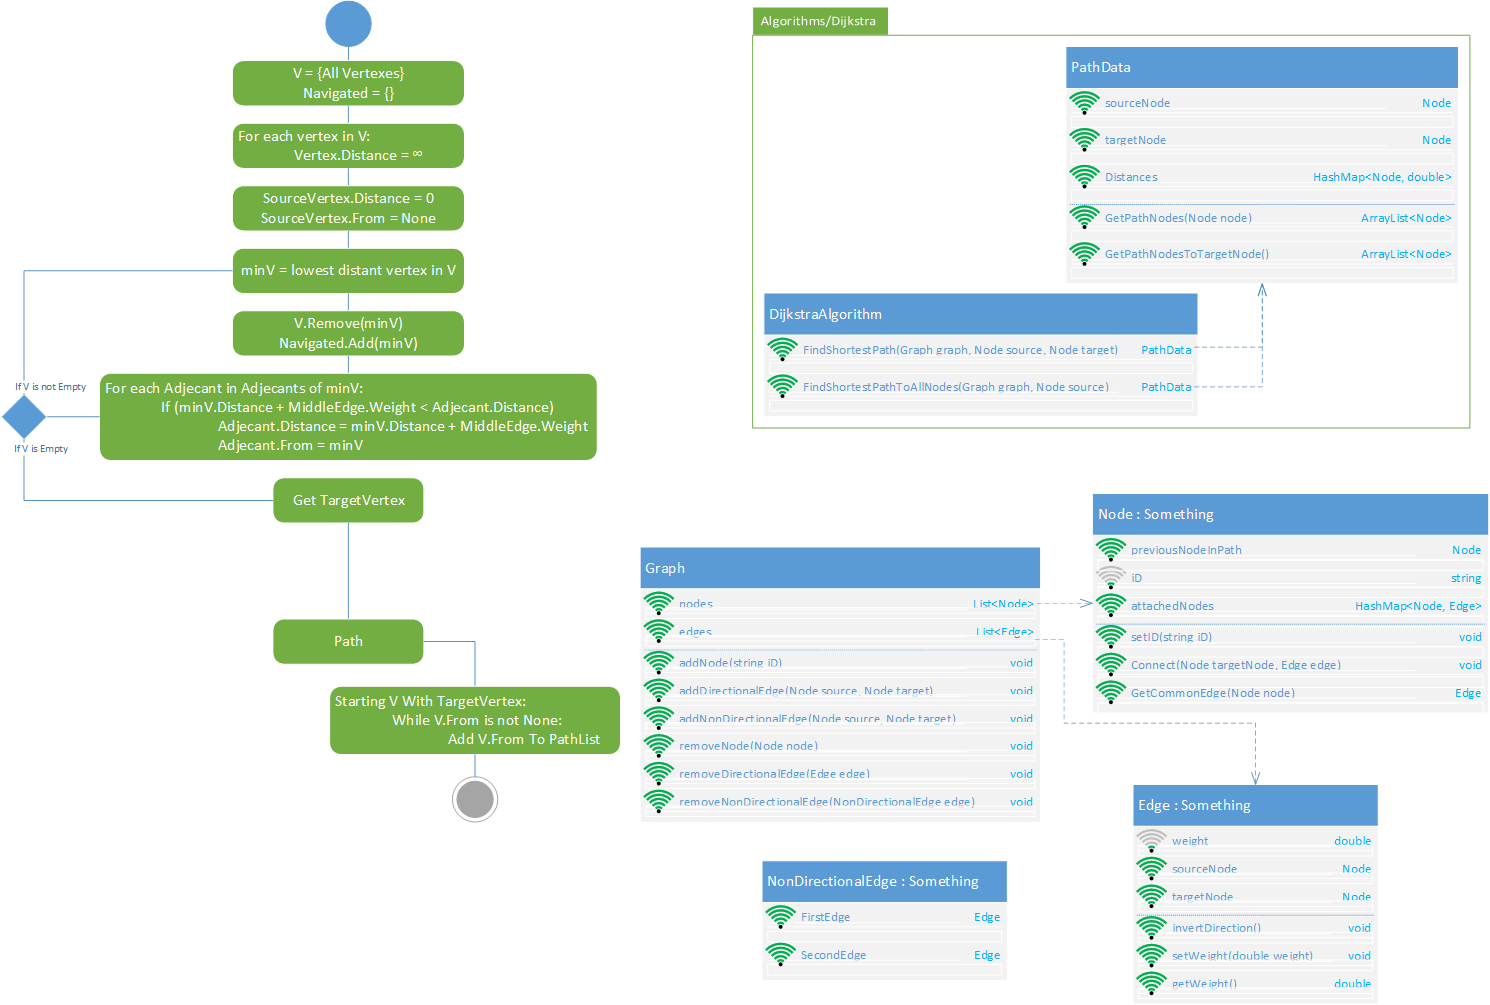 V = {All Vertexes}
Navigated = {}
For each vertex in V:
Vertex.Distance = ∞
SourceVertex.Distance = 0
SourceVertex.From = None
minV = lowest distant vertex in V
V.Remove(minV)
Navigated.Add(minV)
If V is not Empty
For each Adjecant in Adjecants of minV:
If (minV.Distance + MiddleEdge.Weight < Adjecant.Distance)
Adjecant.Distance = minV.Distance + MiddleEdge.Weight
Adjecant.From = minV
If V is Empty
Get TargetVertex
Path
Starting V With TargetVertex:
While V.From is not None:
Add V.From To PathList
Algorithms/Dijkstra
PathData
sourceNode Node
targetNode Node
Distances HashMap<Node, double>
GetPathNodes(Node node) ArrayList<Node>
GetPathNodesToTargetNode() ArrayList<Node>
DijkstraAlgorithm
FindShortestPath(Graph graph, Node source, Node target) PathData
FindShortestPathToAllNodes(Graph graph, Node source) PathData
Graph
nodes List<Node>
edges List<Edge>
addNode(string iD) void
addDirectionalEdge(Node source, Node target) void
addNonDirectionalEdge(Node source, Node target) void
removeNode(Node node) void
removeDirectionalEdge(Edge edge) void
removeNonDirectionalEdge(NonDirectionalEdge edge) void
Node : Something
previousNodeInPath Node
iD string
attachedNodes HashMap<Node, Edge>
setID(string iD) void
Connect(Node targetNode, Edge edge) void
GetCommonEdge(Node node) Edge
NonDirectionalEdge : Something
FirstEdge Edge
SecondEdge Edge
Edge : Something
weight double
sourceNode Node
targetNode Node
invertDirection() void
setWeight(double weight) void
getWeight() double